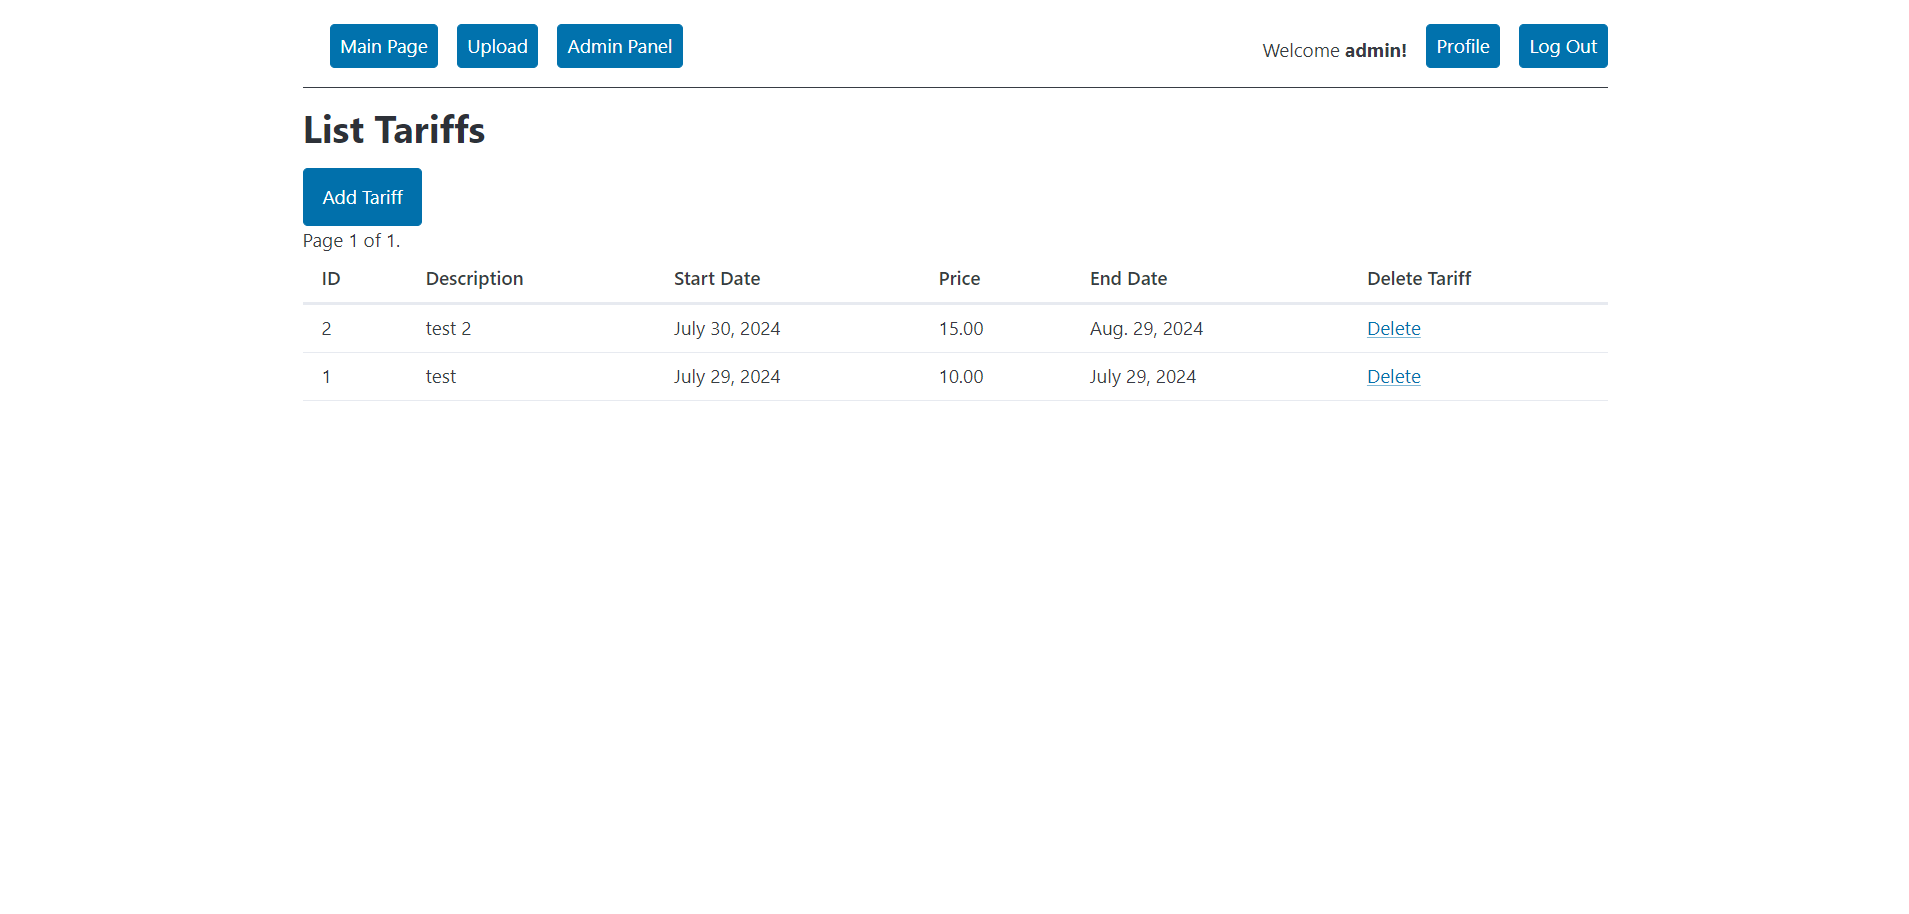 Main Page Upload Admin Panel Welcome admin! Profile Log Out
List Tariffs
Add Tariff
Page 1 of 1.
ID Description Start Date Price End Date Delete Tariff
2 test 2 July 30, 2024 15.00 Aug. 29, 2024 Delete
1 test July 29, 2024 10.00 July 29, 2024 Delete